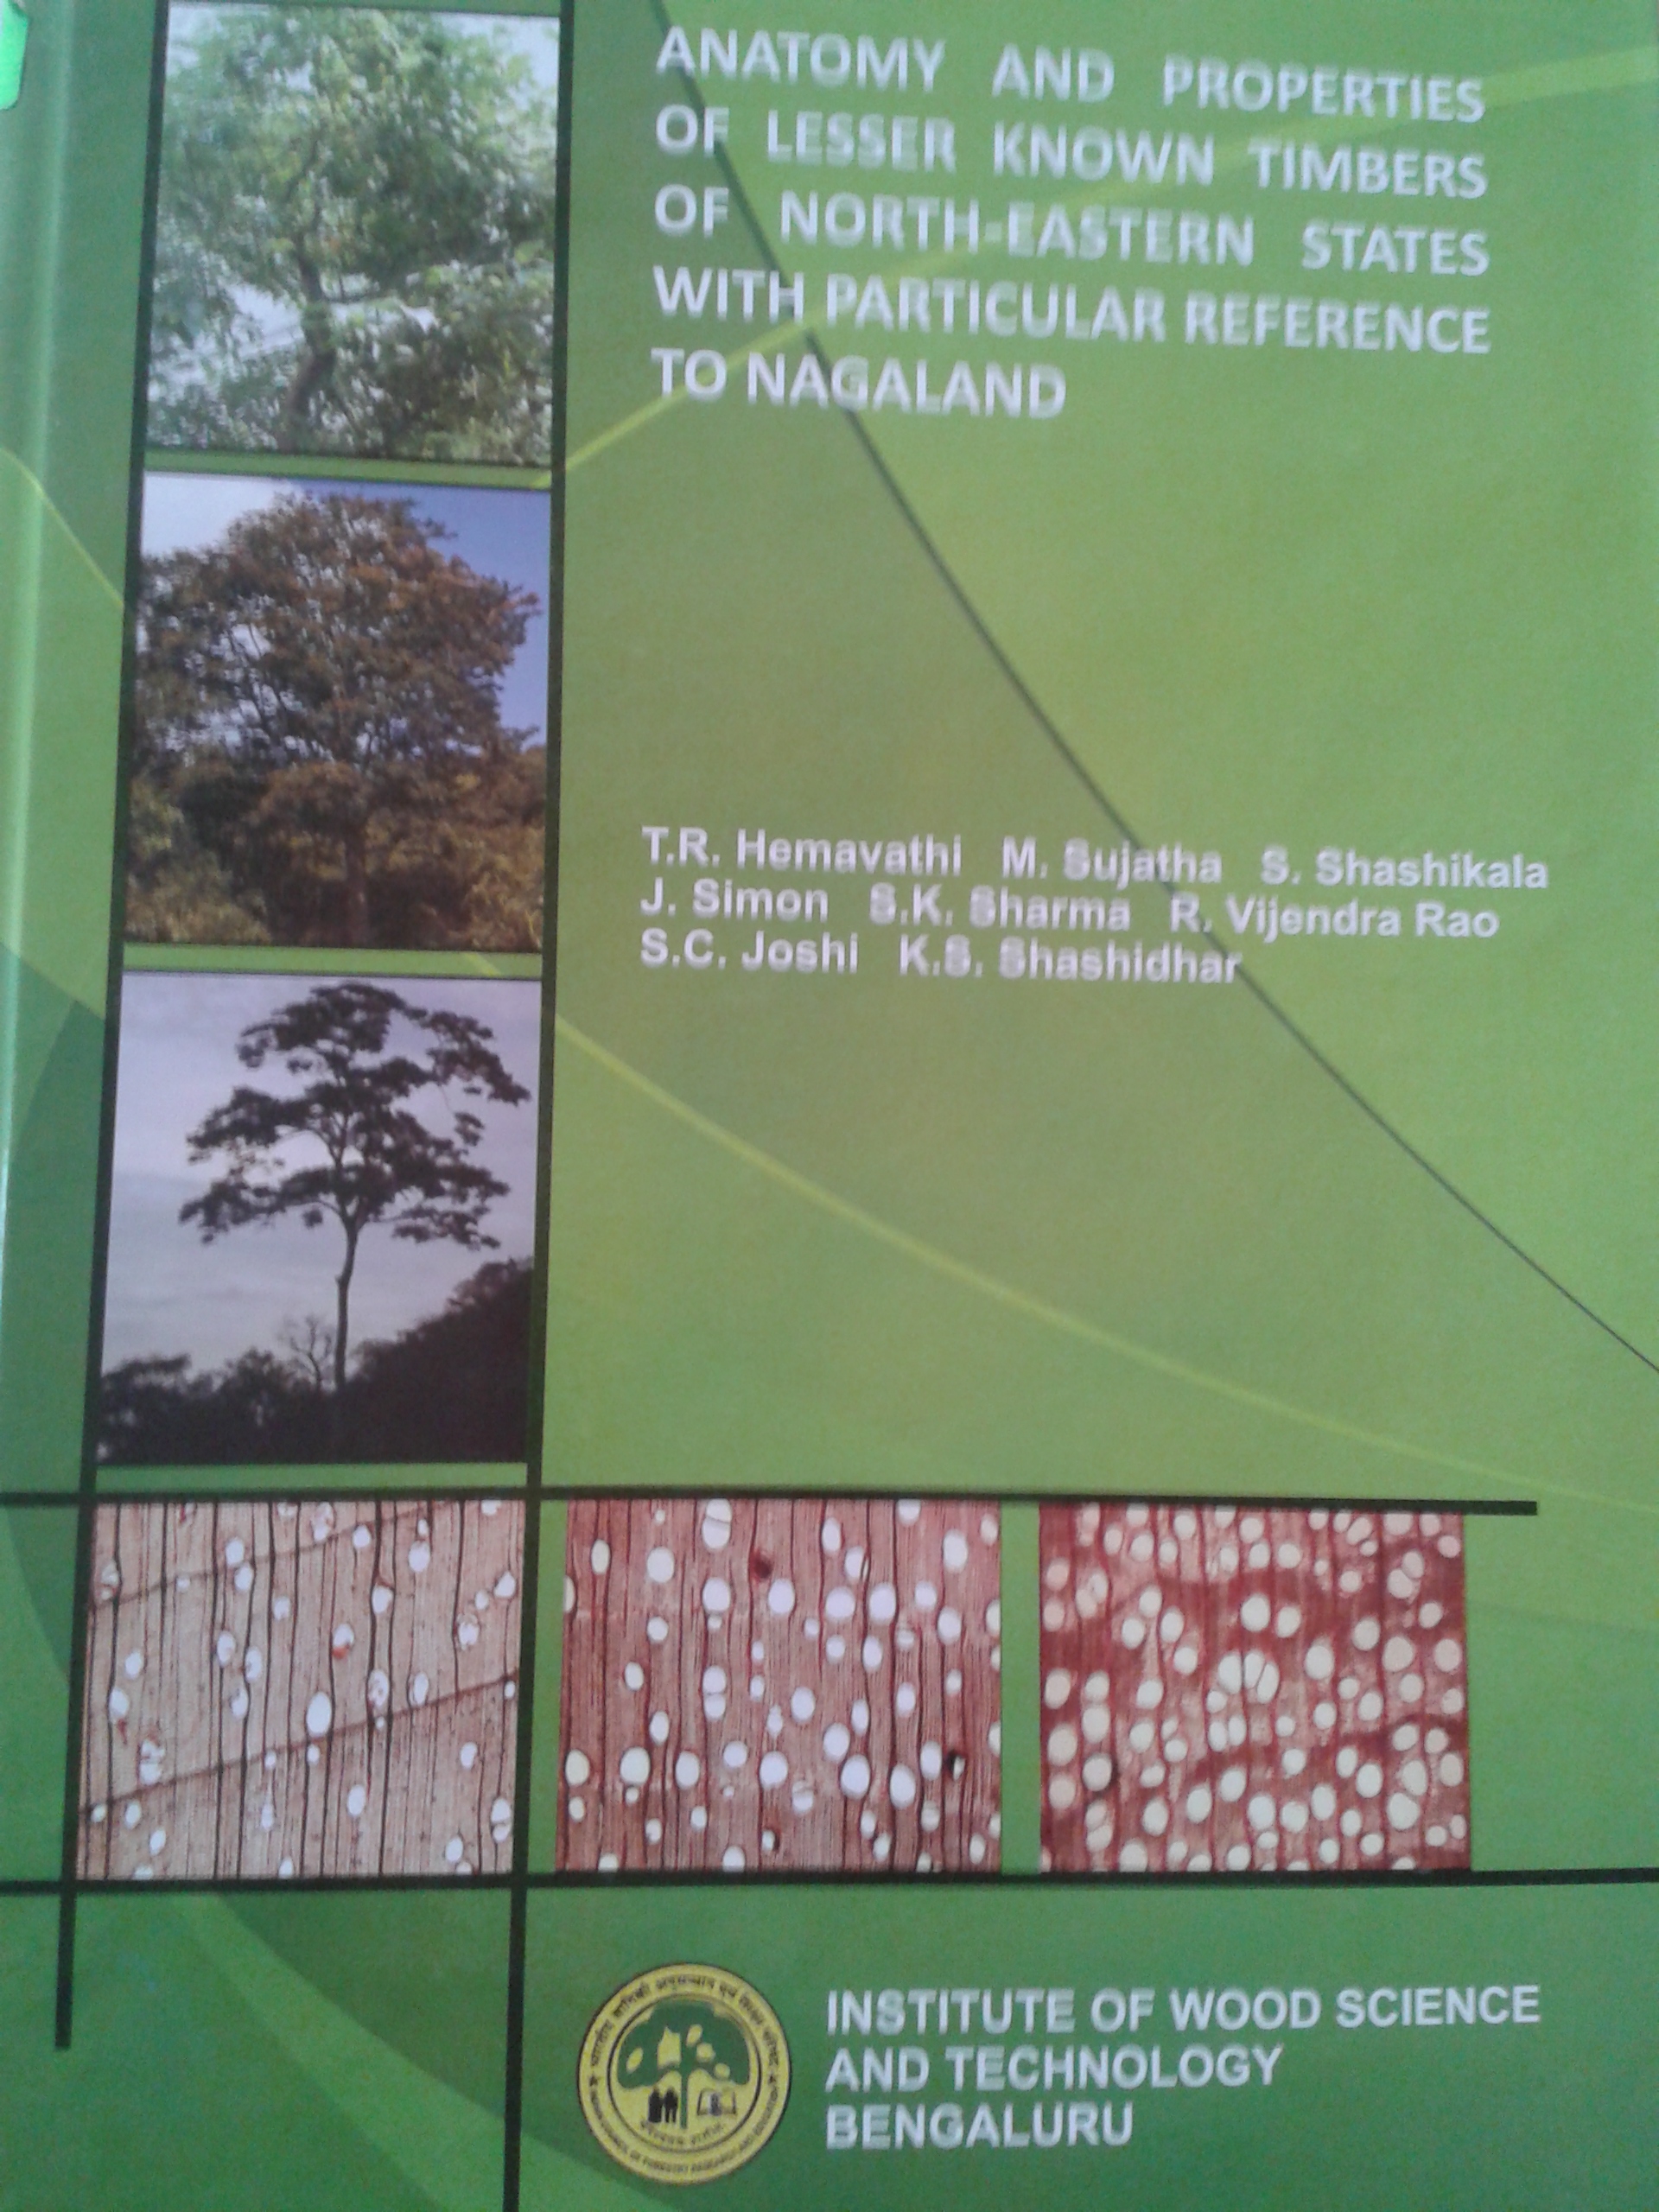 ANATOMY AND PROPERTIES
OF LESSER KNOWN TIMBERS
OF NORTH-EASTERN STATES
WITH PARTICULAR REFERENCE
TO NAGALAND
T.R. Hemavathi M. Sujatha S. Shashikala
J. Simon S.K. Sharma R. Vijendra Rao
S.C. Joshi K.S. Shashidhar
INSTITUTE OF WOOD SCIENCE
AND TECHNOLOGY
BENGALURU